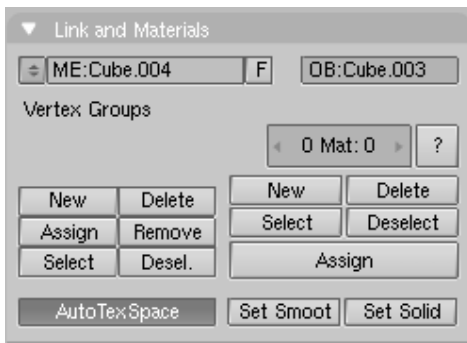 Link and Materials
ME:Cube.004 F OB:Cube.003
Vertex Groups
0 Mat: 0 ?
New Delete New Delete
Assign Remove Select Deselect
Select Desel. Assign
AutoTexSpace Set Smoot Set Solid